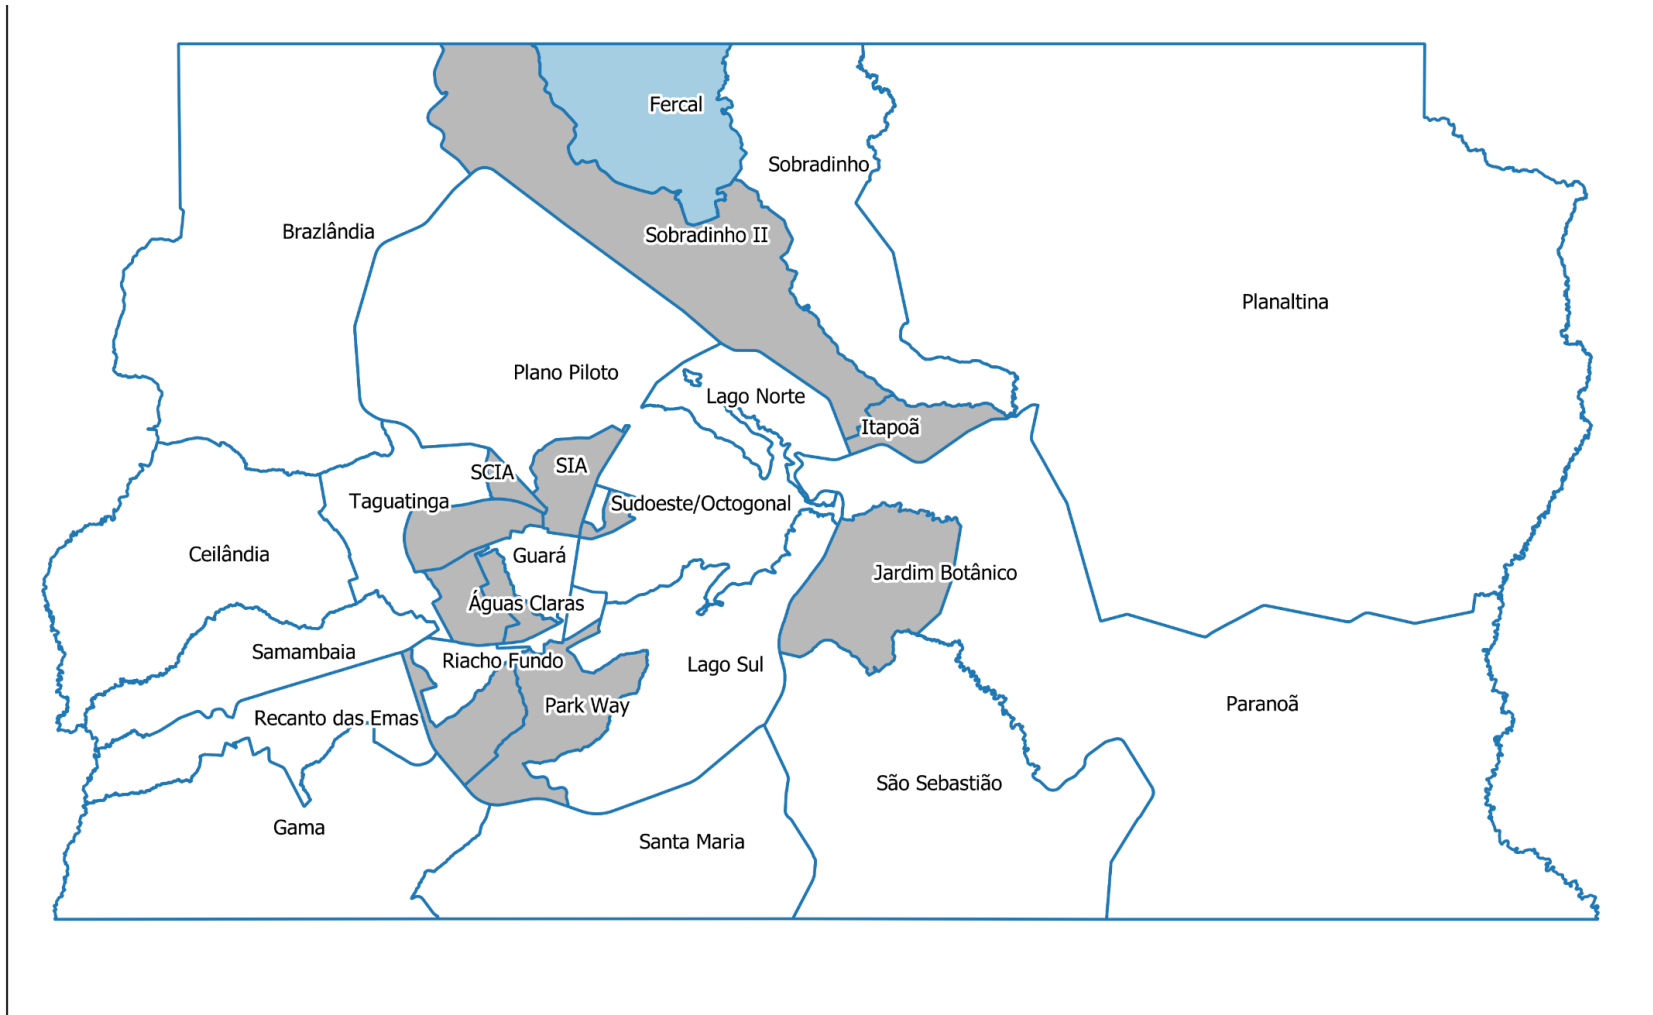 Fercal
Sobradinho
Brazlândia
Sobradinho II
Planaltina
Plano Piloto
Lago Norte
Itapoã
SCIA
SIA
Taguatinga
Sudoeste/Octogonal
Ceilândia
Guará
Jardim Botânico
Águas Claras
Samambaia
Riacho Fundo
Lago Sul
Park Way
Paranoã
Recanto das Emas
São Sebastião
Gama
Santa Maria